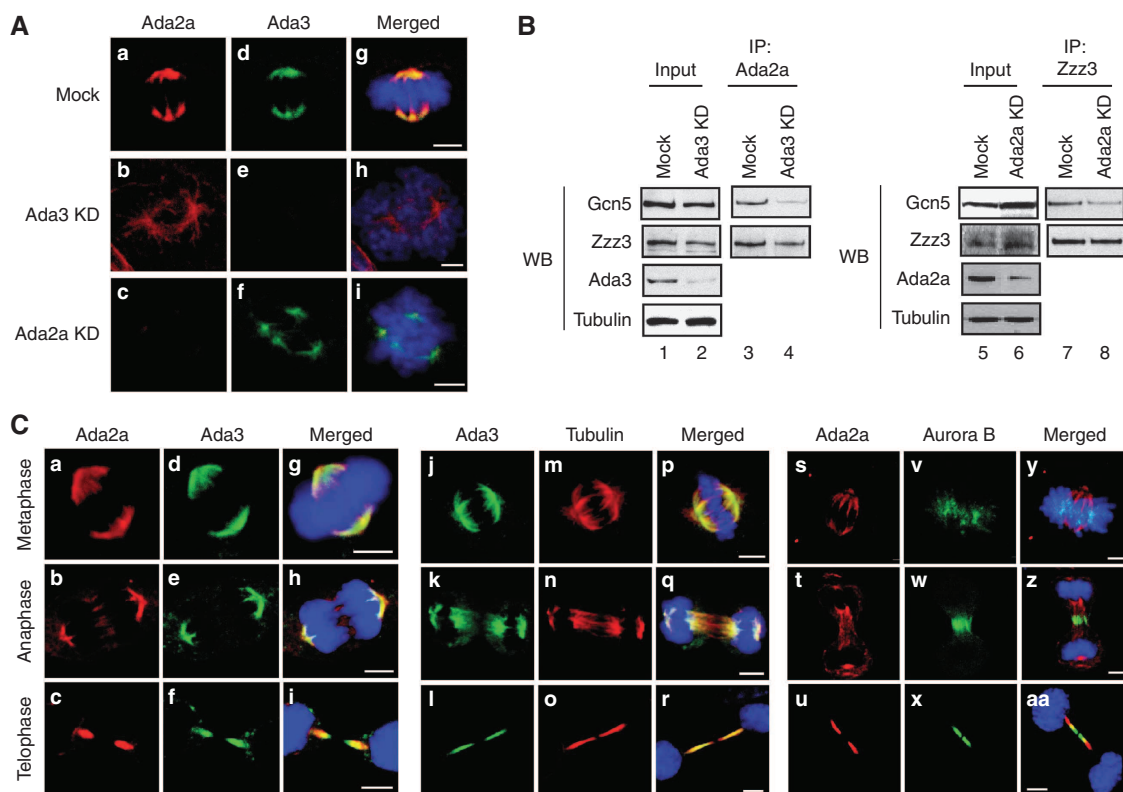 A
Ada2a Ada3 Merged
Mock
a d g
Ada3 KD
b e h
Ada2a KD
c f i
B
Input
IP:
Ada2a
Mock
Ada3 KD
Mock
Ada3 KD
WB
Gcn5
Zzz3
Ada3
Tubulin
1 2 3 4
Input
IP:
Zzz3
Mock
Ada2a KD
Mock
Ada2a KD
WB
Gcn5
Zzz3
Ada2a
Tubulin
5 6 7 8
C
Ada2a Ada3 Merged Ada3 Tubulin Merged Ada2a Aurora B Merged
Metaphase
a d g j m p s v y
Anaphase
b e h k n q t w z
Telophase
c f i l o r u x aa